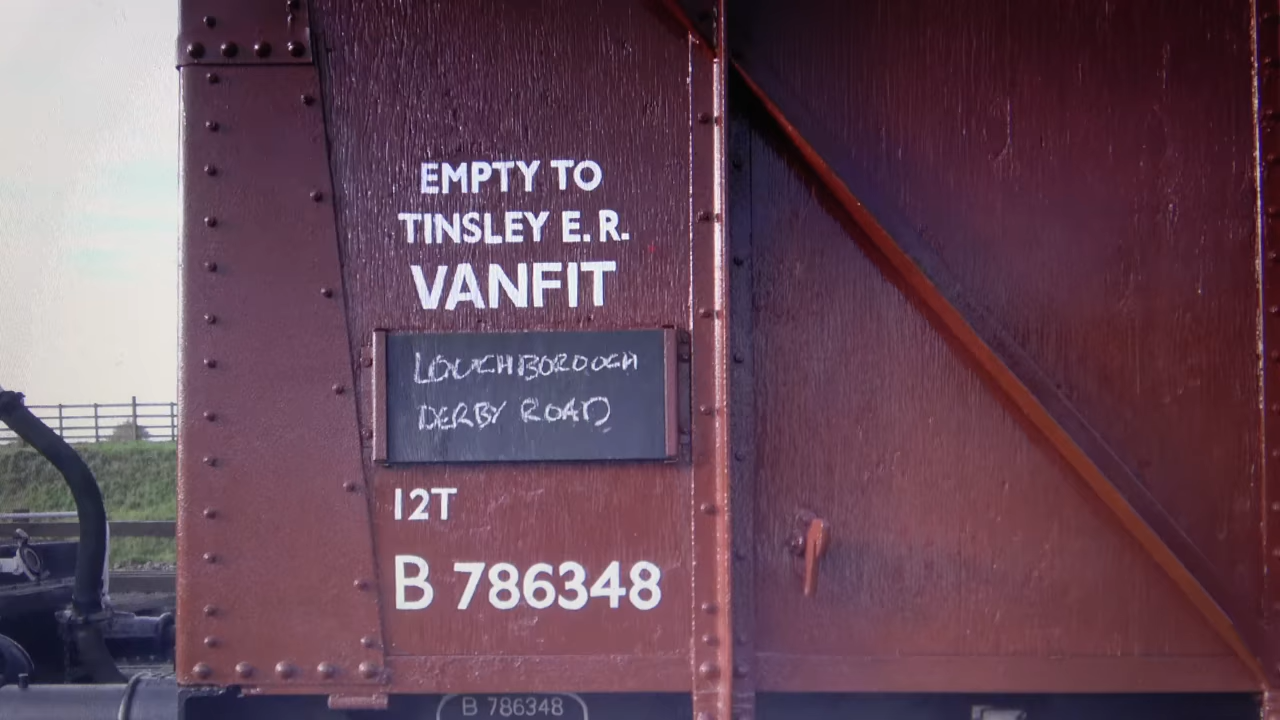 EMPTY TO
TINSLEY E.R.
VANFIT
LOUGHBOROUGH
DERBY ROAD
12T
B 786348
B 786348